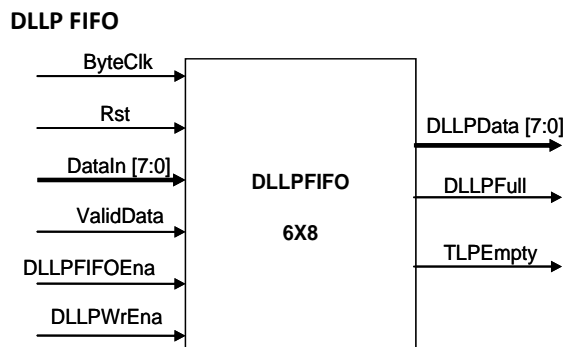 DLLP FIFO
ByteClk
Rst
DataIn [7:0]
ValidData
DLLPFIFOEna
DLLPWrEna
DLLPFIFO
6X8
DLLPData [7:0]
DLLPFull
TLPEmpty